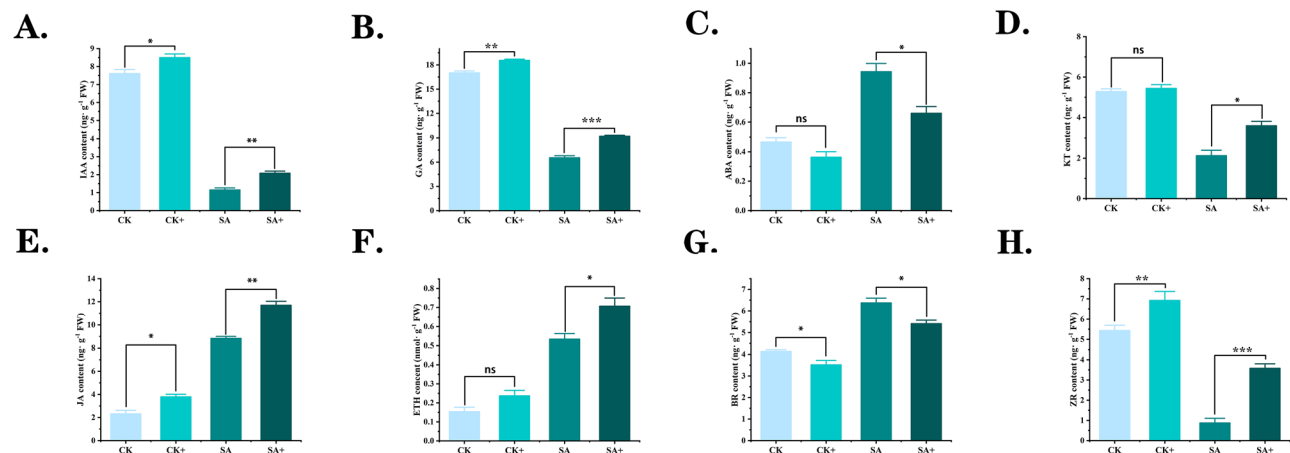 A.
IAA content (ng· g⁻¹ FW)
9
8
7
6
5
4
3
2
1
0
*
**
CK
CK+
SA
SA+
B.
GA content (ng· g⁻¹ FW)
18
15
12
9
6
3
0
**
***
CK
CK+
SA
SA+
C.
ABA content (ng· g⁻¹ FW)
1.0
0.8
0.6
0.4
0.2
0.0
ns
*
CK
CK+
SA
SA+
D.
KT content (ng· g⁻¹ FW)
8
6
4
2
0
ns
*
CK
CK+
SA
SA+
E.
JA content (ng· g⁻¹ FW)
14
12
10
8
6
4
2
0
*
**
CK
CK+
SA
SA+
F.
ETH concent (nmol· g⁻¹ FW)
0.8
0.7
0.6
0.5
0.4
0.3
0.2
0.1
0.0
ns
*
CK
CK+
SA
SA+
G.
BR content (ng· g⁻¹ FW)
7
6
5
4
3
2
1
0
*
*
CK
CK+
SA
SA+
H.
ZR content (ng· g⁻¹ FW)
8
7
6
5
4
3
2
1
0
**
***
CK
CK+
SA
SA+